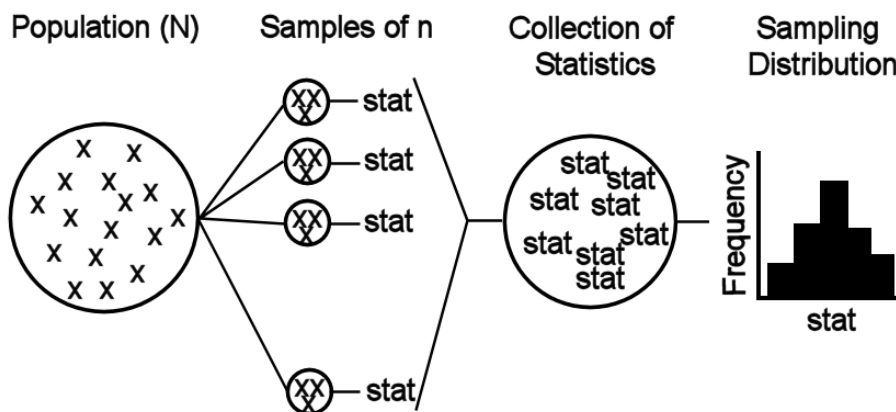 Population (N)
X X
X X X
X X
X X
X X
X X
X
X X
Samples of n
XX
X
stat
XX
X
stat
XX
X
stat
XX
X
stat
Collection of
Statistics
stat
stat
stat
stat
stat
stat
stat
stat
Sampling
Distribution
Frequency
stat